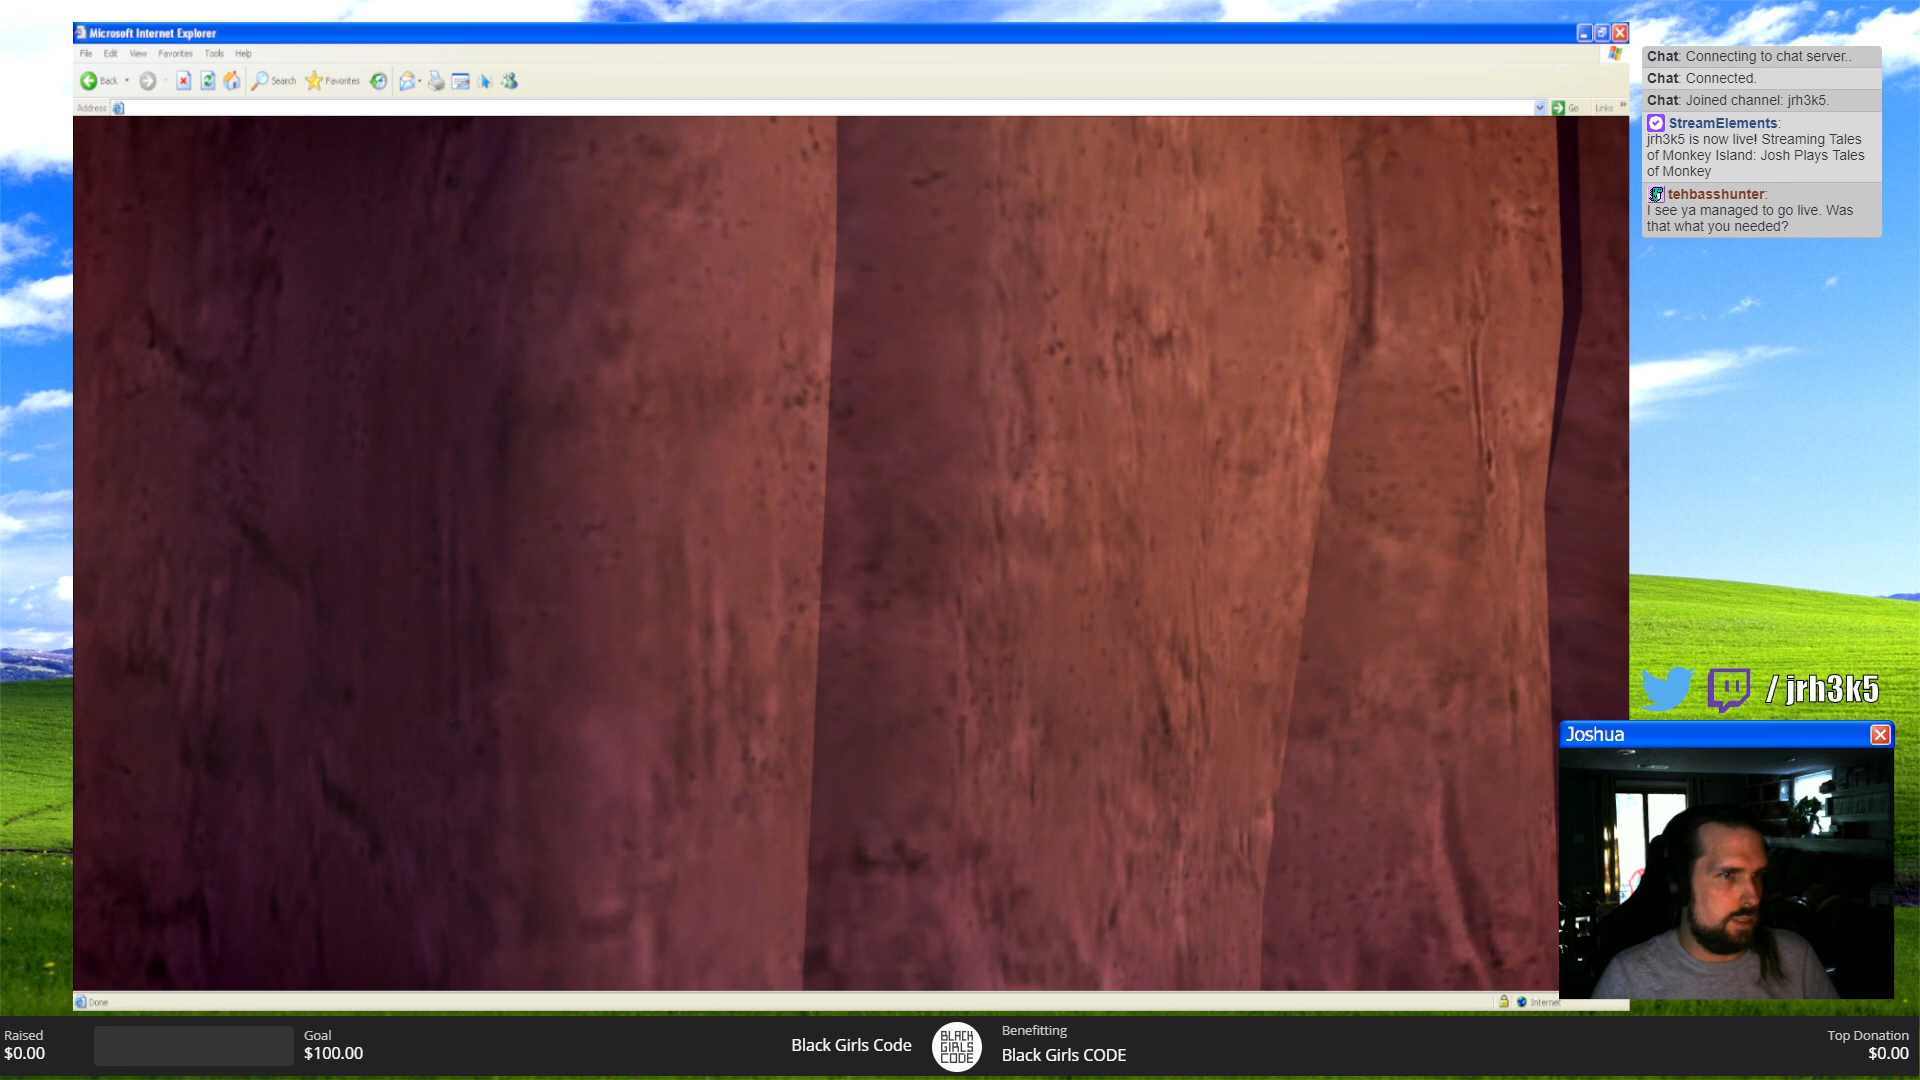 Microsoft Internet Explorer
File Edit View Favorites Tools Help
Back Search Favorites
Address Go Links »
Chat: Connecting to chat server..
Chat: Connected.
Chat: Joined channel: jrh3k5.
StreamElements:
jrh3k5 is now live! Streaming Tales
of Monkey Island: Josh Plays Tales
of Monkey
tehbasshunter:
I see ya managed to go live. Was
that what you needed?
/ jrh3k5
Joshua
Done
Internet
Raised
$0.00
Goal
$100.00
Black Girls Code
BLACK
GIRLS
CODE
Benefitting
Black Girls CODE
Top Donation
$0.00